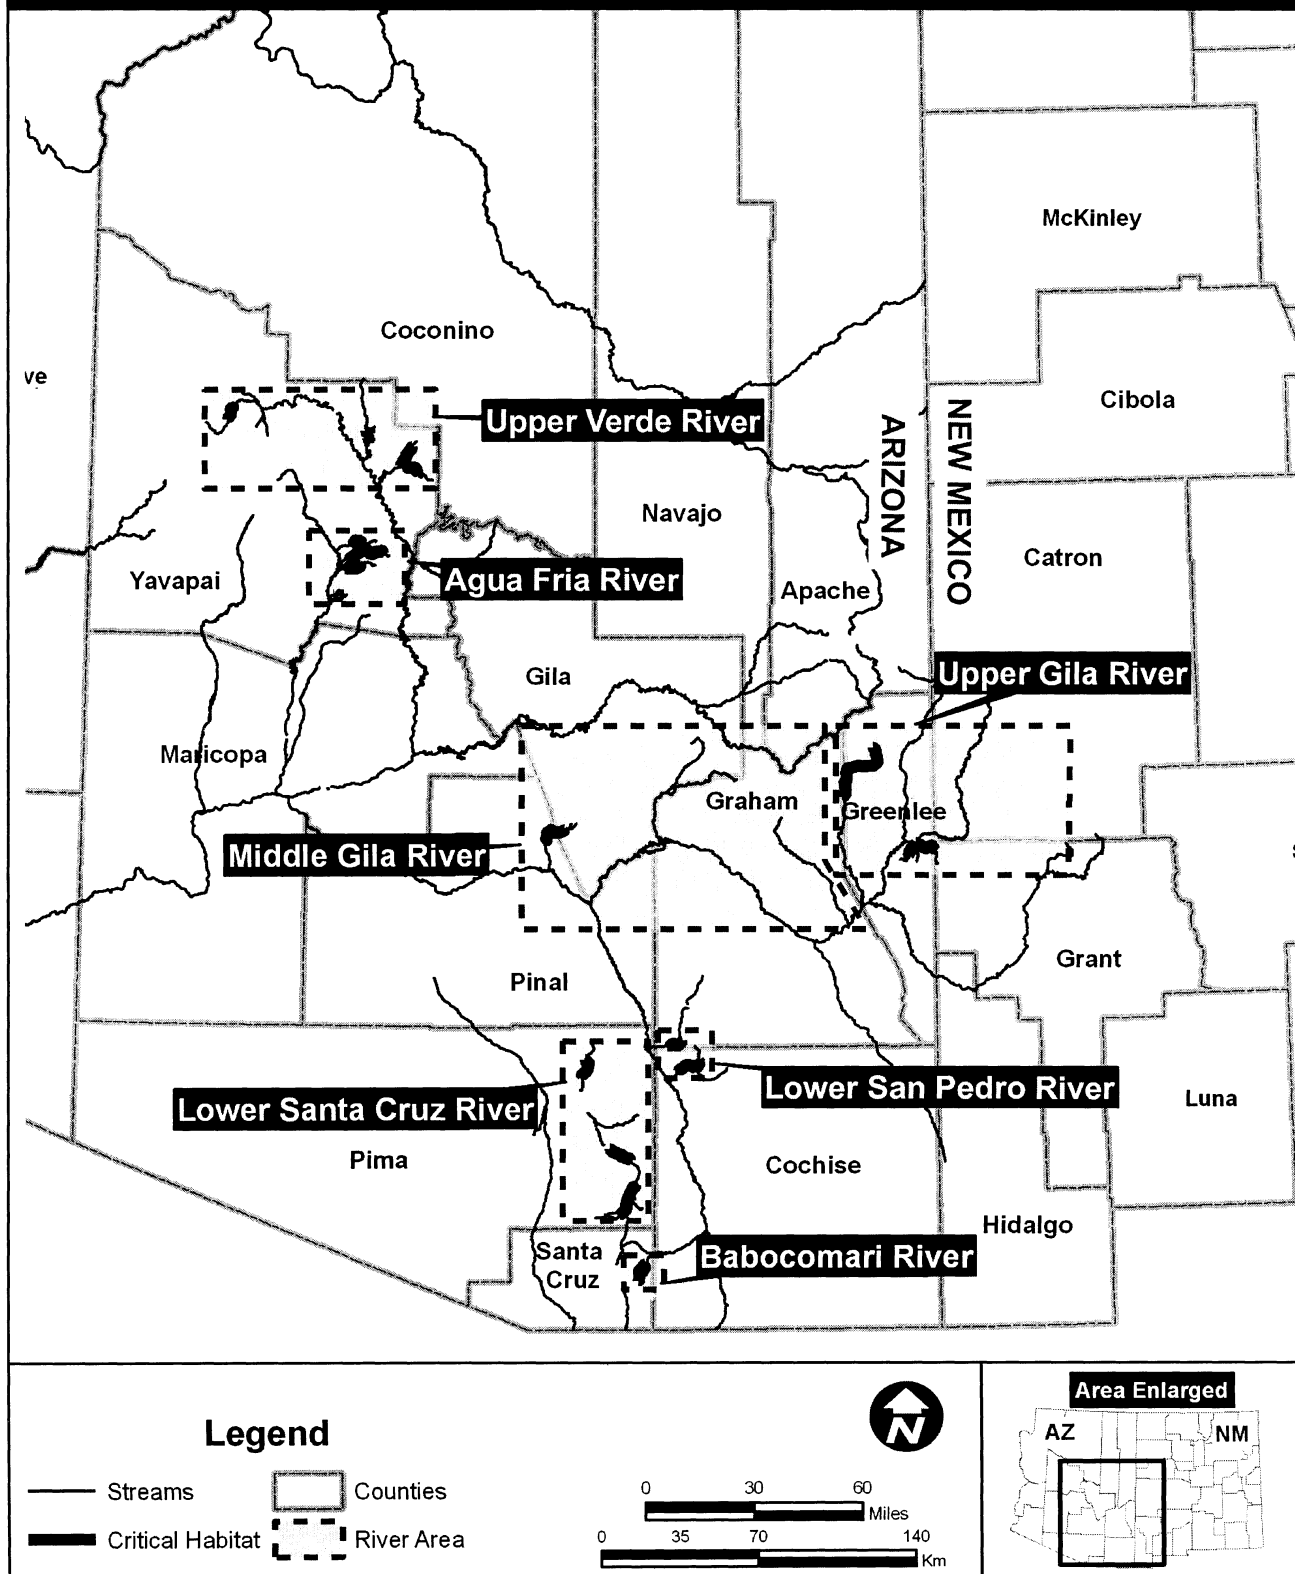 McKinley
Coconino
ve
Cibola
Upper Verde River
ARIZONA
NEW MEXICO
Navajo
Catron
Agua Fria River
Yavapai
Apache
Gila
Upper Gila River
Maricopa
Graham
Greenlee
Middle Gila River
Grant
Pinal
Lower San Pedro River
Luna
Lower Santa Cruz River
Pima
Cochise
Hidalgo
Santa
Cruz
Babocomari River
Legend
Streams
Counties
Critical Habitat
River Area
N
0 30 60
Miles
0 35 70 140
Km
Area Enlarged
AZ
NM